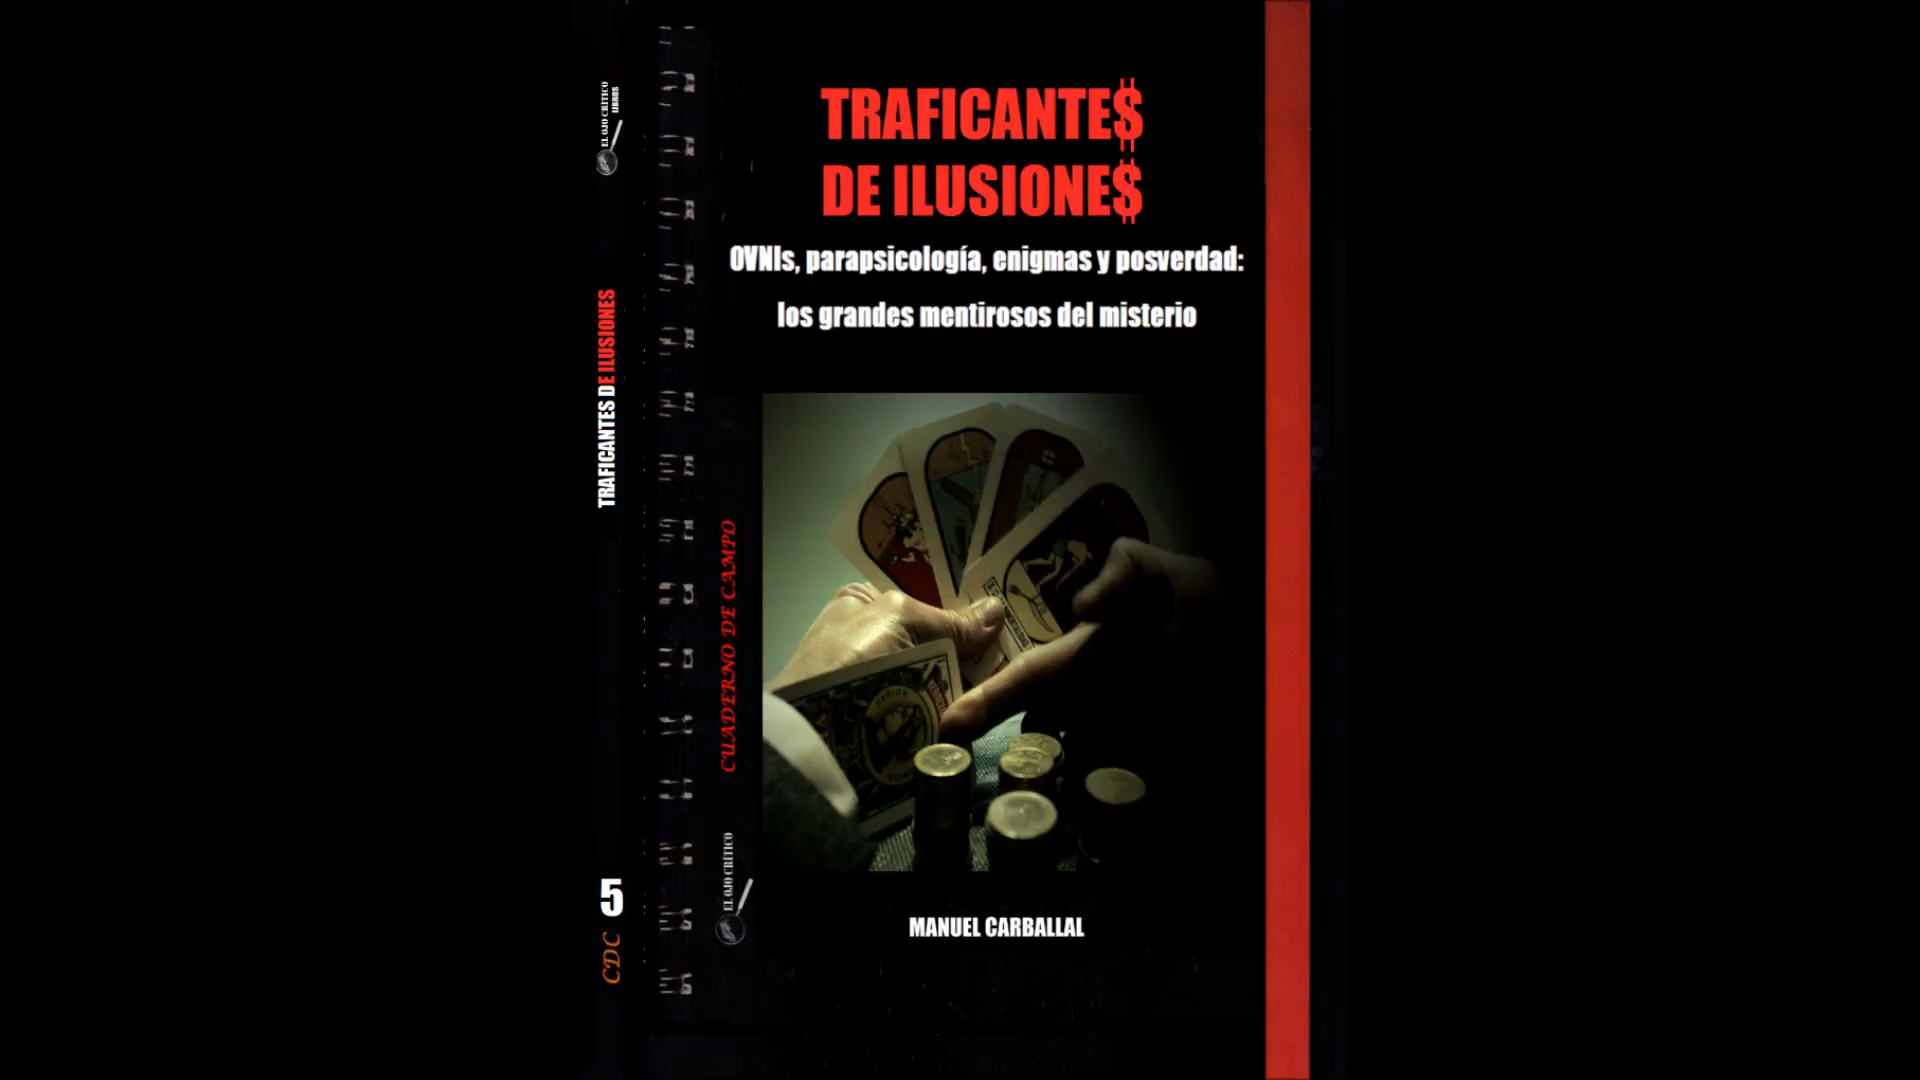 EL OJO CRÍTICO
LIBROS
TRAFICANTES DE ILUSIONES
5
CDC
TRAFICANTE$
DE ILUSIONE$
OVNIs, parapsicología, enigmas y posverdad:
los grandes mentirosos del misterio
CUADERNO DE CAMPO
EL OJO CRÍTICO
MANUEL CARBALLAL